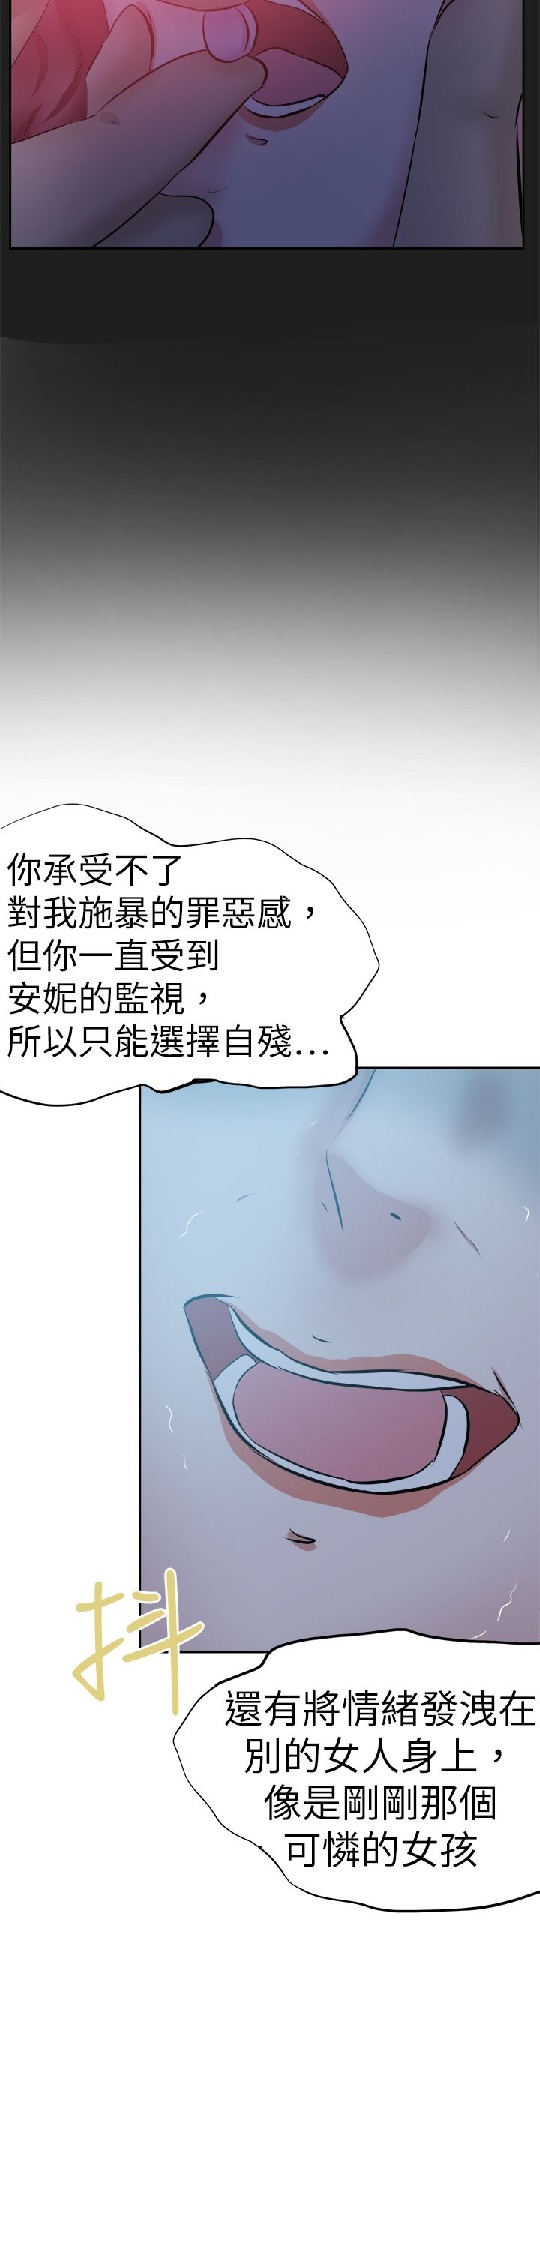 你承受不了
對我施暴的罪惡感，
但你一直受到
安妮的監視，
所以只能選擇自殘...
抖
還有將情緒發洩在
別的女人身上，
像是剛剛那個
可憐的女孩